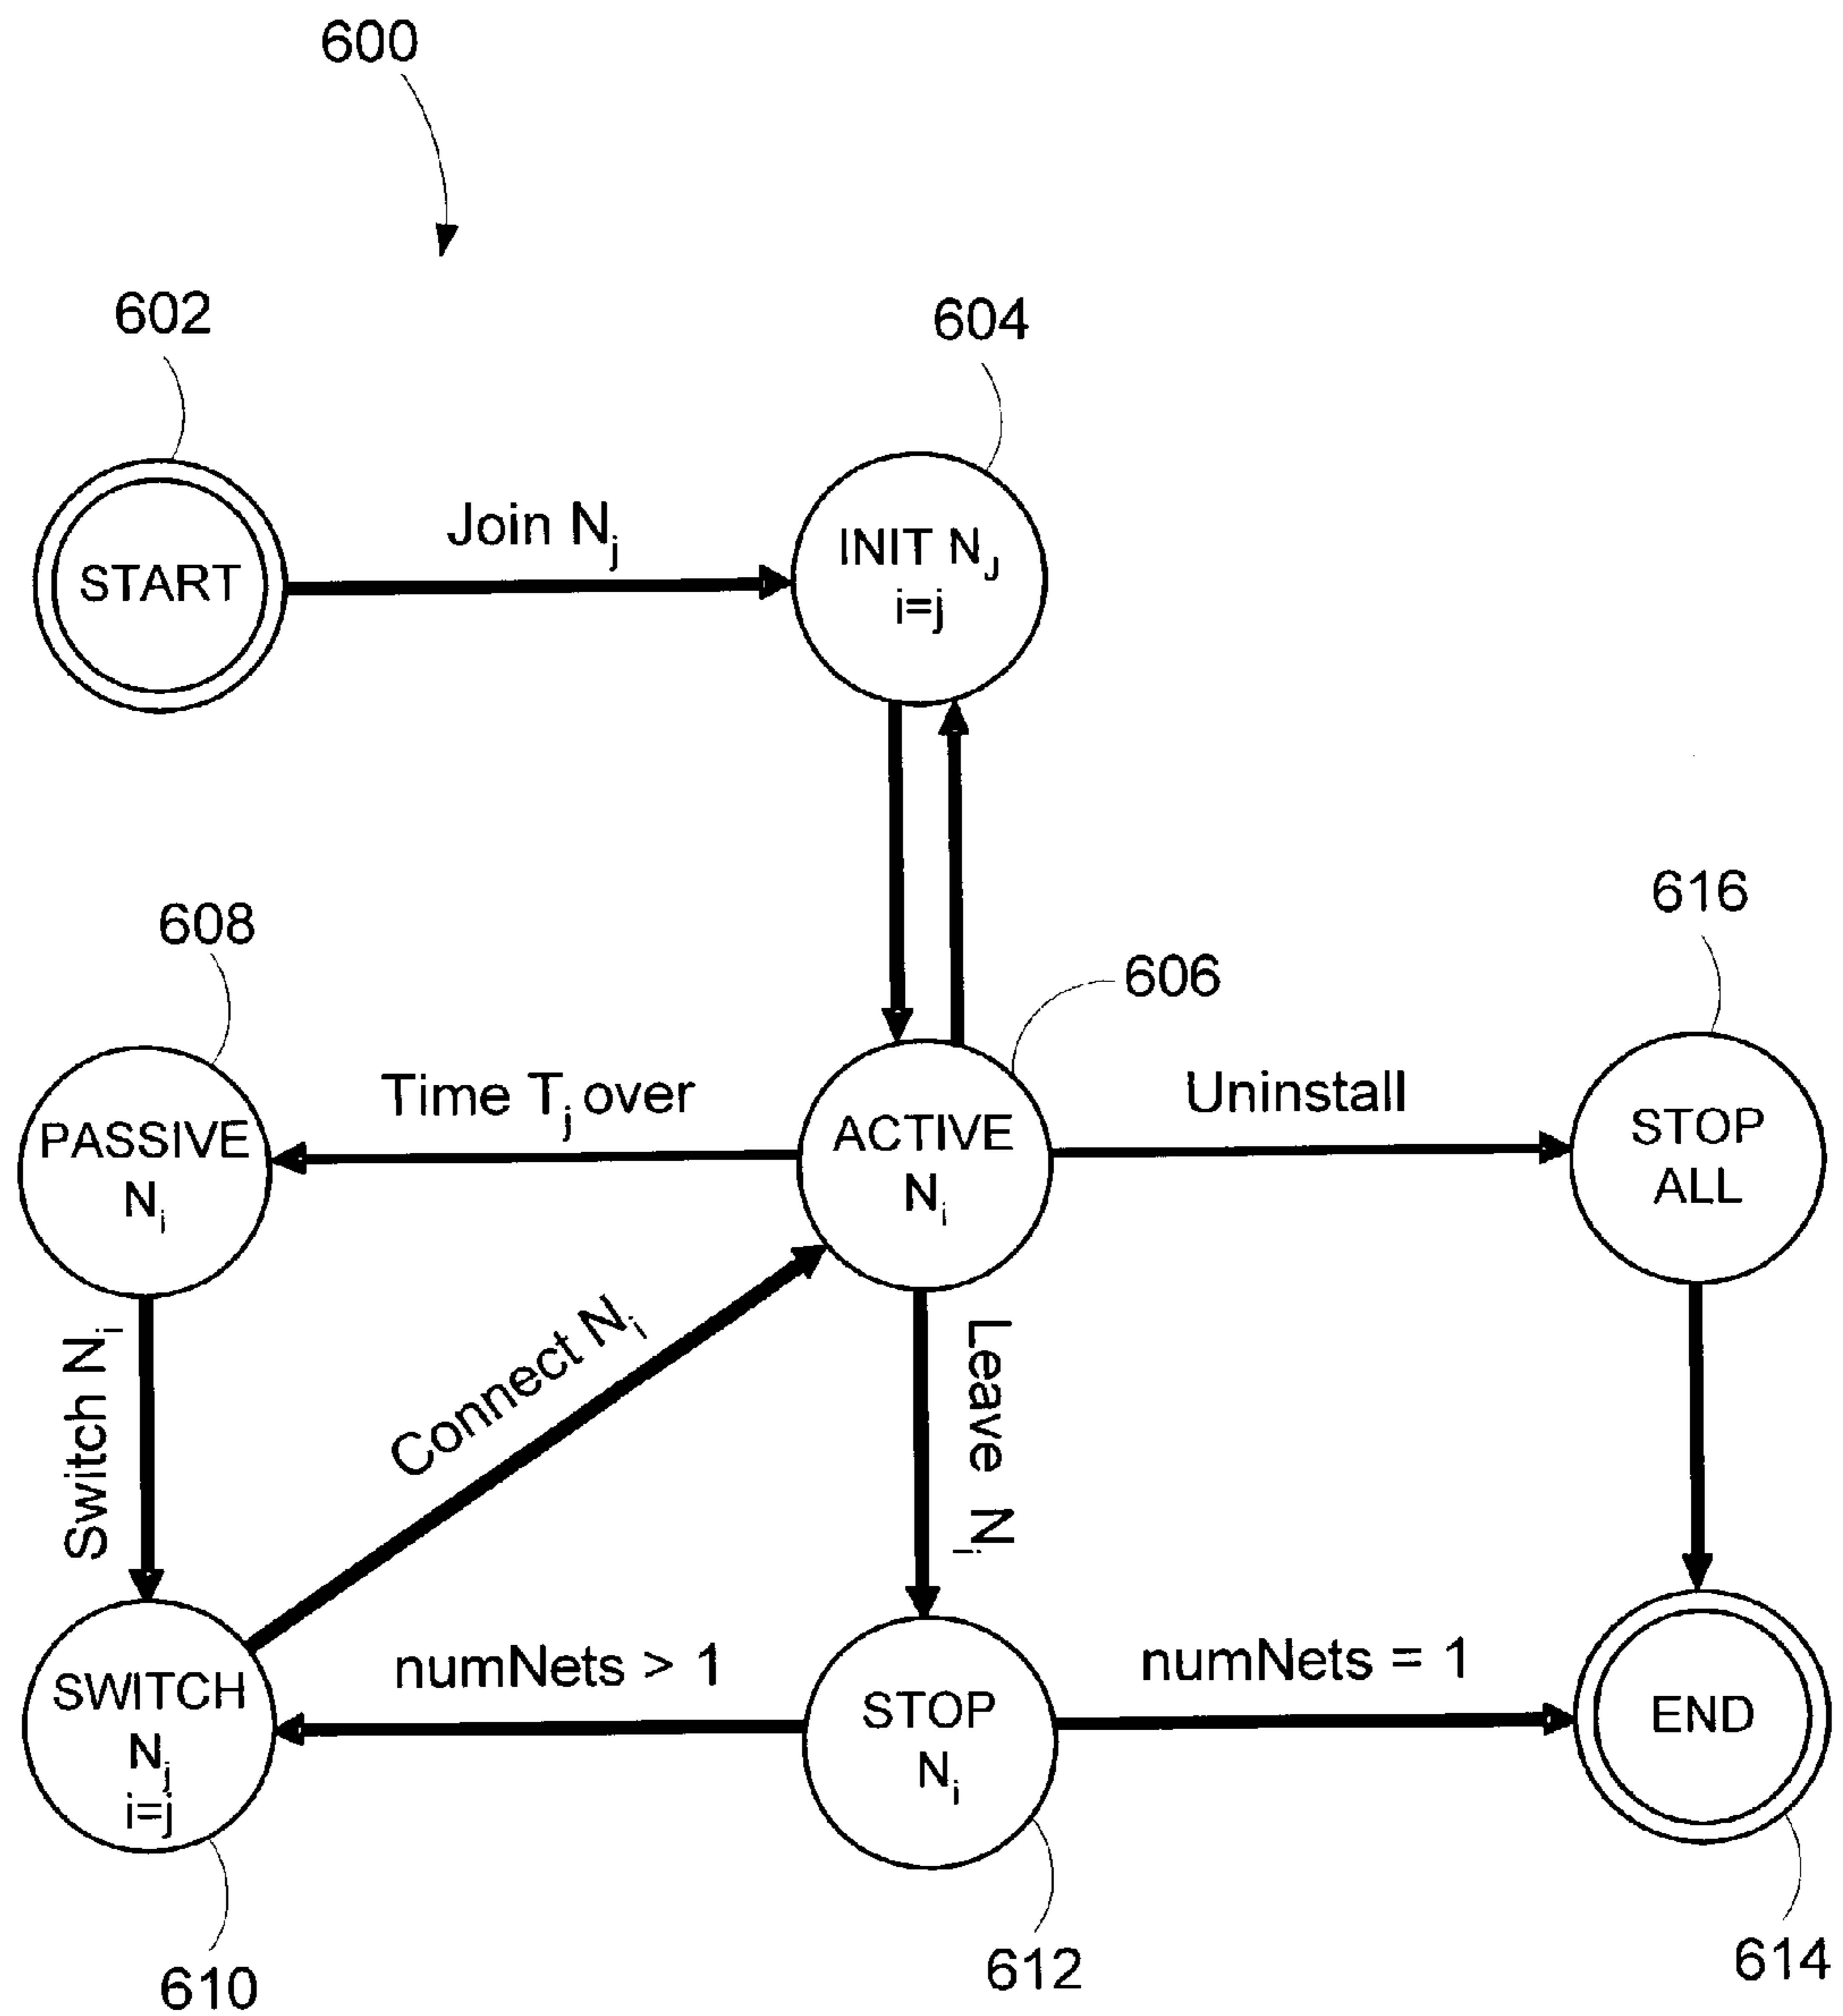 600
602
604
START
Join Nj
INIT NJ
i=j
608
606
616
PASSIVE
Ni
Time Tj over
ACTIVE
Ni
Uninstall
STOP
ALL
Switch Ni
Connect Ni
Leave Ni
SWITCH
Nj
i=j
numNets > 1
STOP
Ni
numNets = 1
END
610
612
614